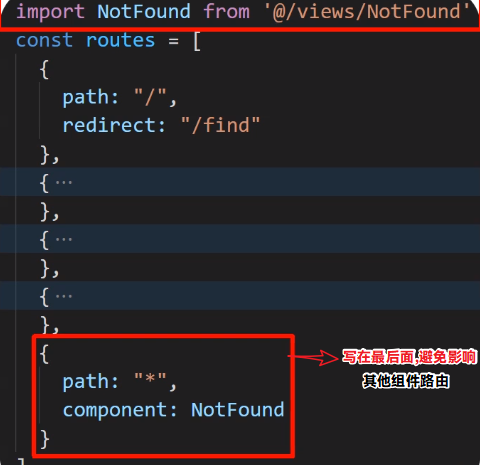 import NotFound from '@/views/NotFound'
const routes = [
{
path: "/",
redirect: "/find"
},
{ ···
},
{ ···
},
{ ···
},
{
path: "*",
component: NotFound
}
写在最后面,避免影响
其他组件路由
]